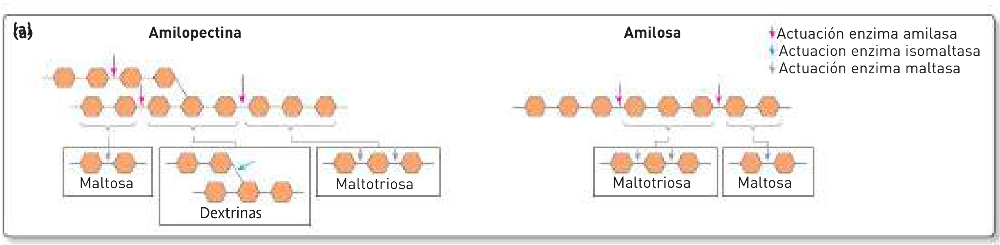 (a)
Amilopectina
Amilosa
Actuación enzima amilasa
Actuacion enzima isomaltasa
Actuación enzima maltasa
Maltosa
Dextrinas
Maltotriosa
Maltotriosa
Maltosa